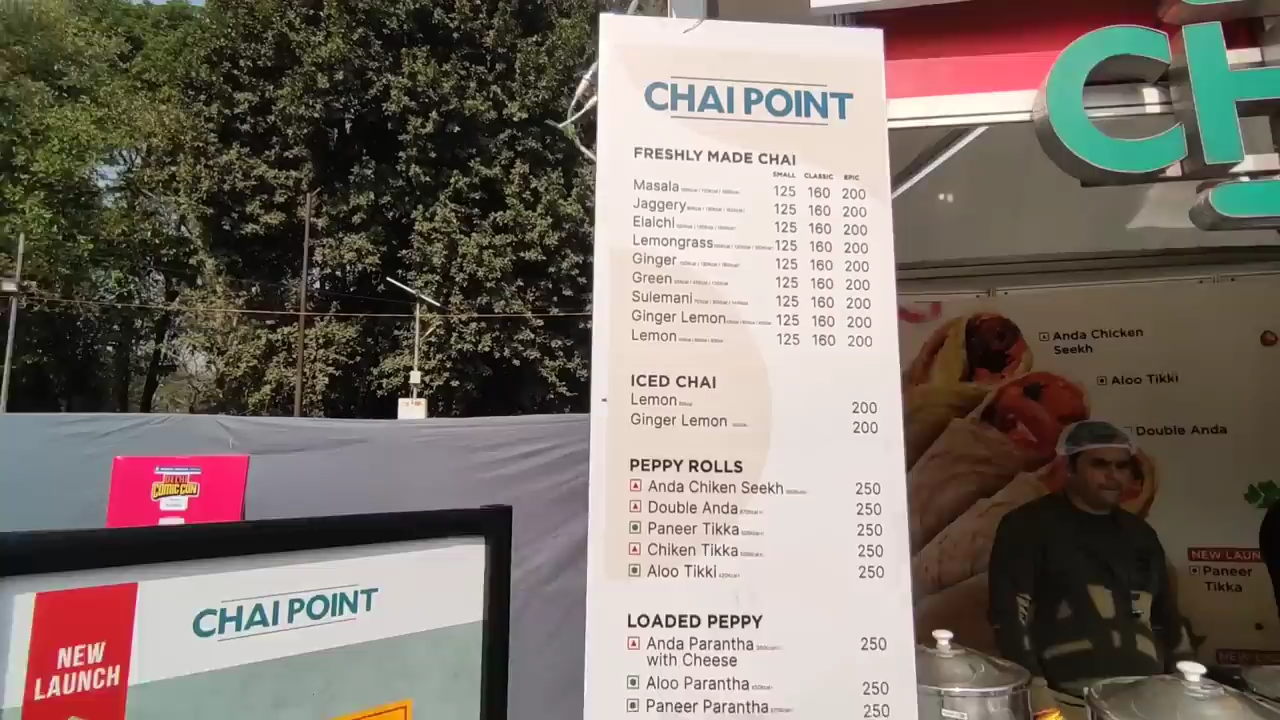 CHAI POINT
FRESHLY MADE CHAI
SMALL CLASSIC EPIC
Masala 125 160 200
Jaggery 125 160 200
Elaichi 125 160 200
Lemongrass 125 160 200
Ginger 125 160 200
Green 125 160 200
Sulemani 125 160 200
Ginger Lemon 125 160 200
Lemon 125 160 200
ICED CHAI
Lemon 200
Ginger Lemon 200
PEPPY ROLLS
Anda Chiken Seekh 250
Double Anda 250
Paneer Tikka 250
Chiken Tikka 250
Aloo Tikki 250
LOADED PEPPY
Anda Parantha 250
with Cheese
Aloo Parantha 250
Paneer Parantha 250
CH
Anda Chicken
Seekh
Aloo Tikki
Double Anda
NEW LAUN
Paneer
Tikka
DELHI
COMIC CON
CHAI POINT
NEW
LAUNCH